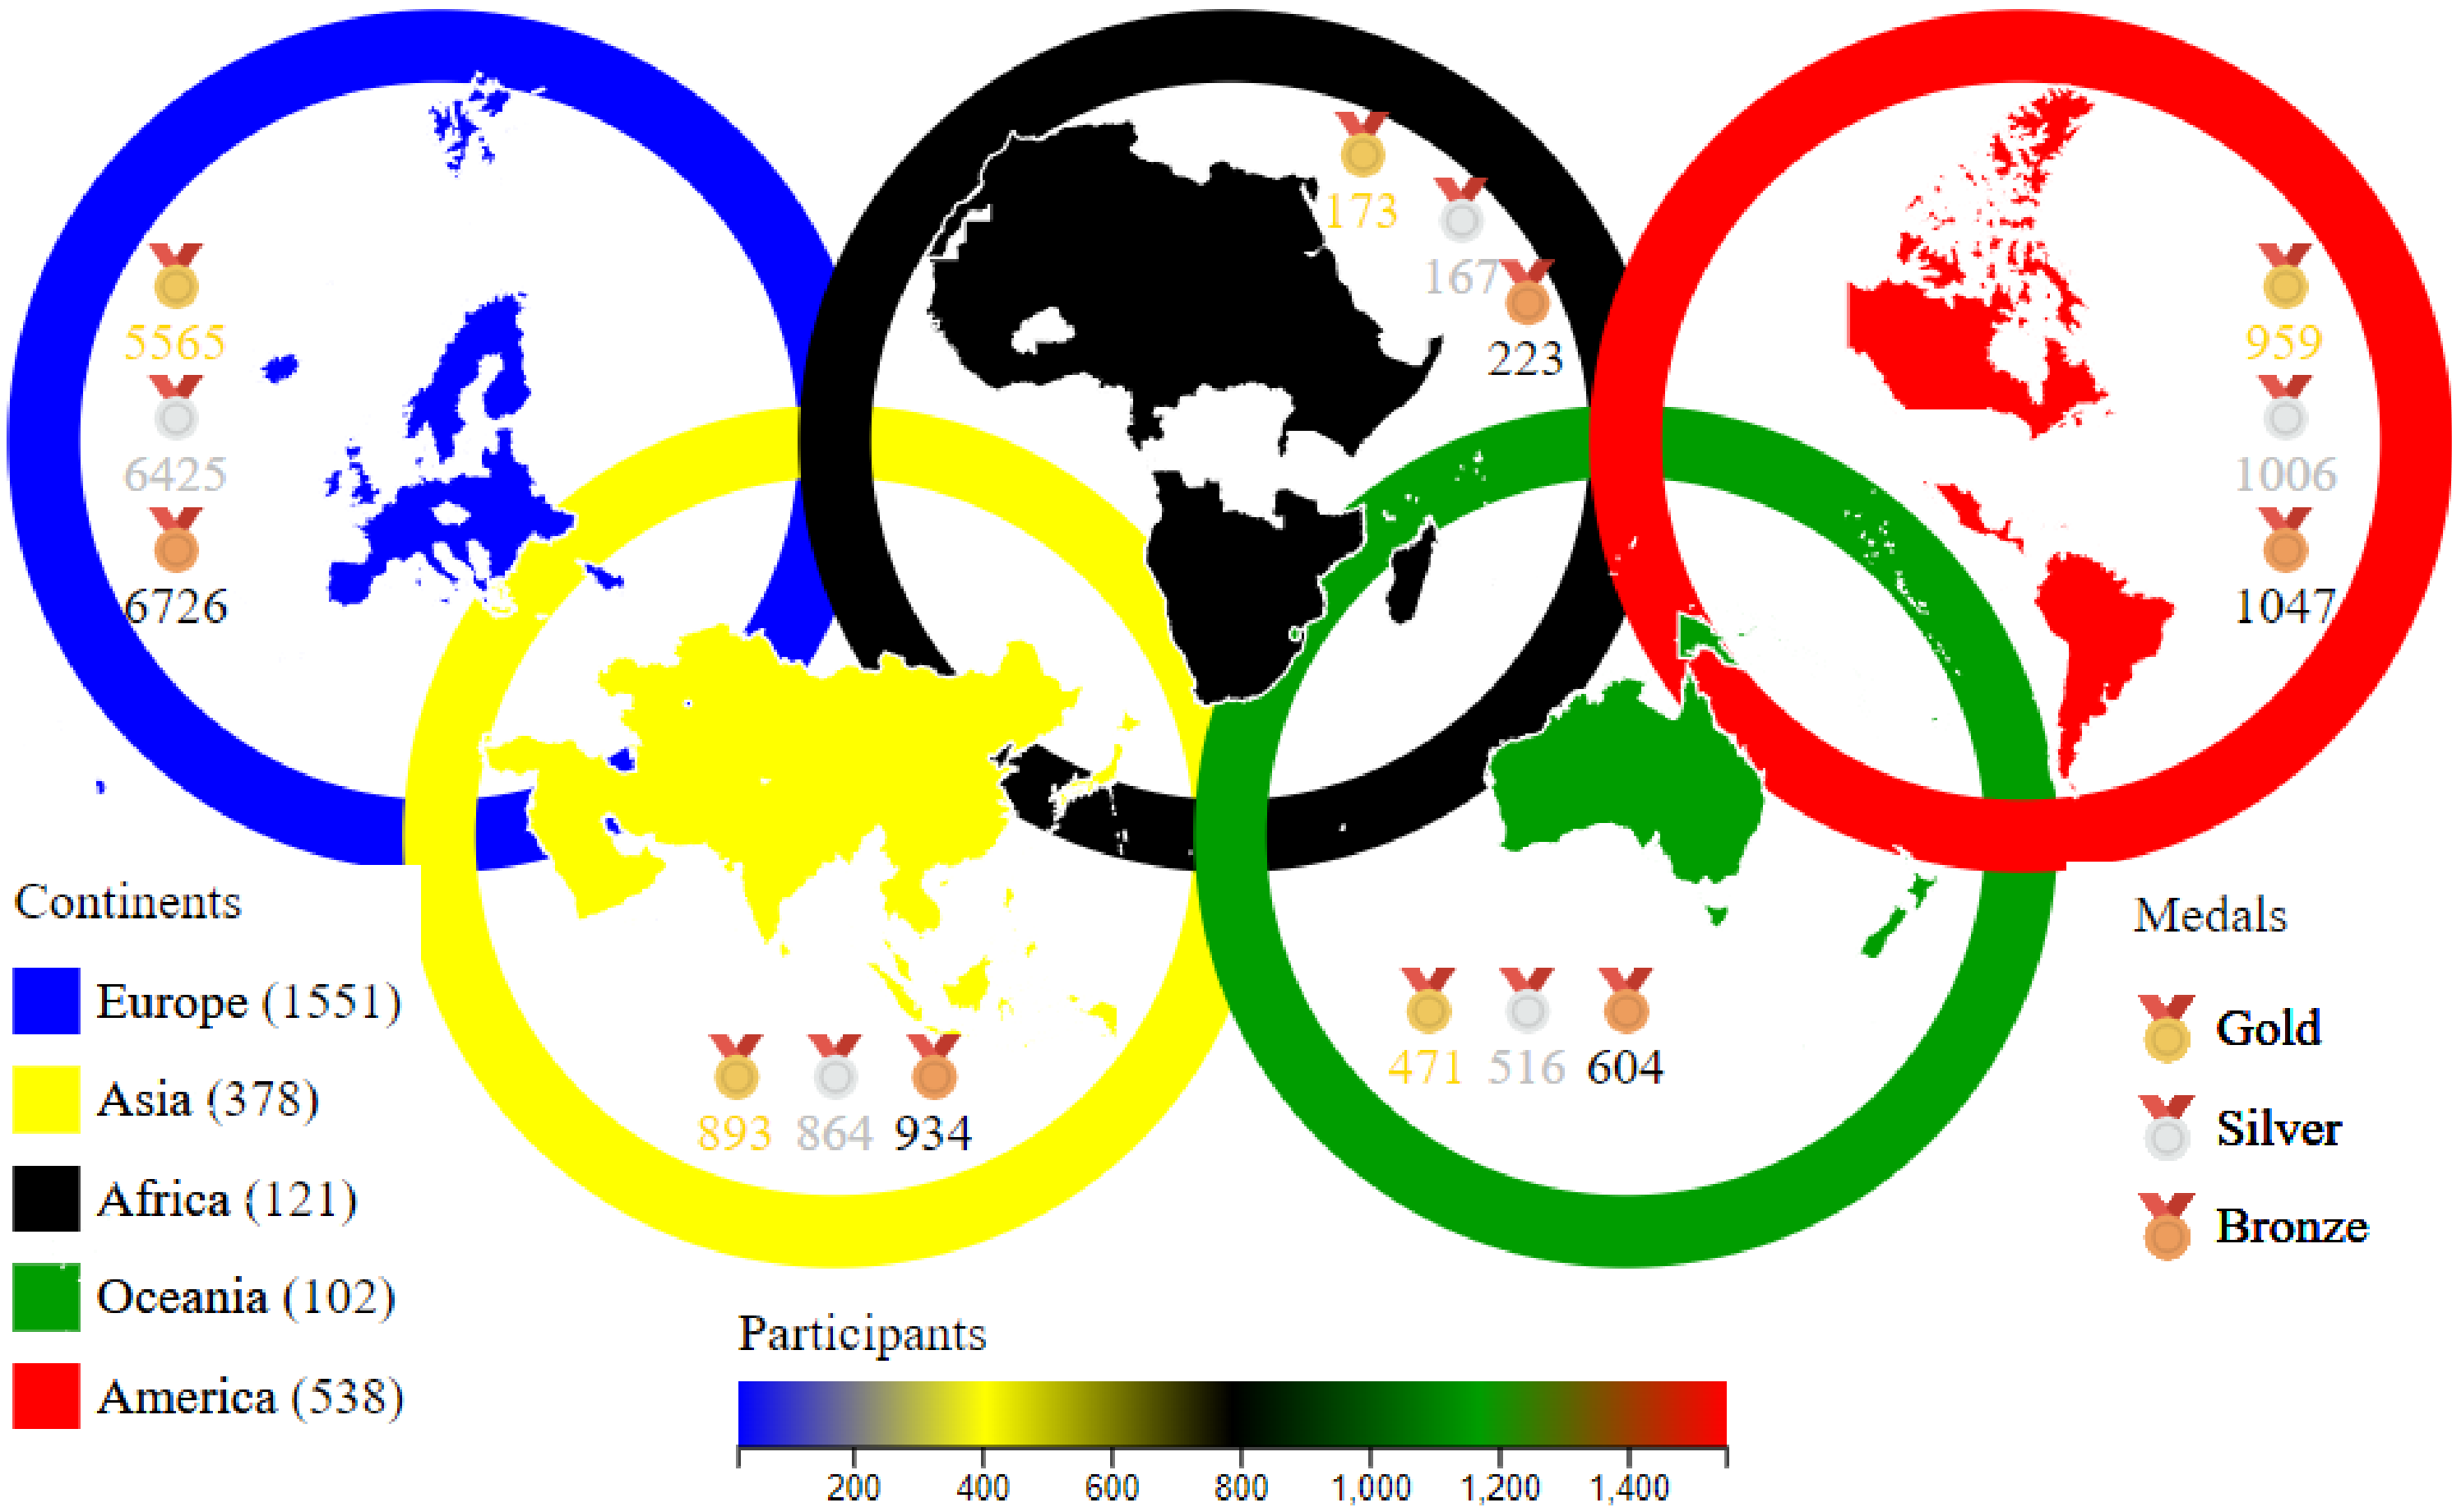 5565
6425
6726
173
167
223
959
1006
1047
893 864 934
471 516 604
Continents
Europe (1551)
Asia (378)
Africa (121)
Oceania (102)
America (538)
Medals
Gold
Silver
Bronze
Participants
200 400 600 800 1,000 1,200 1,400